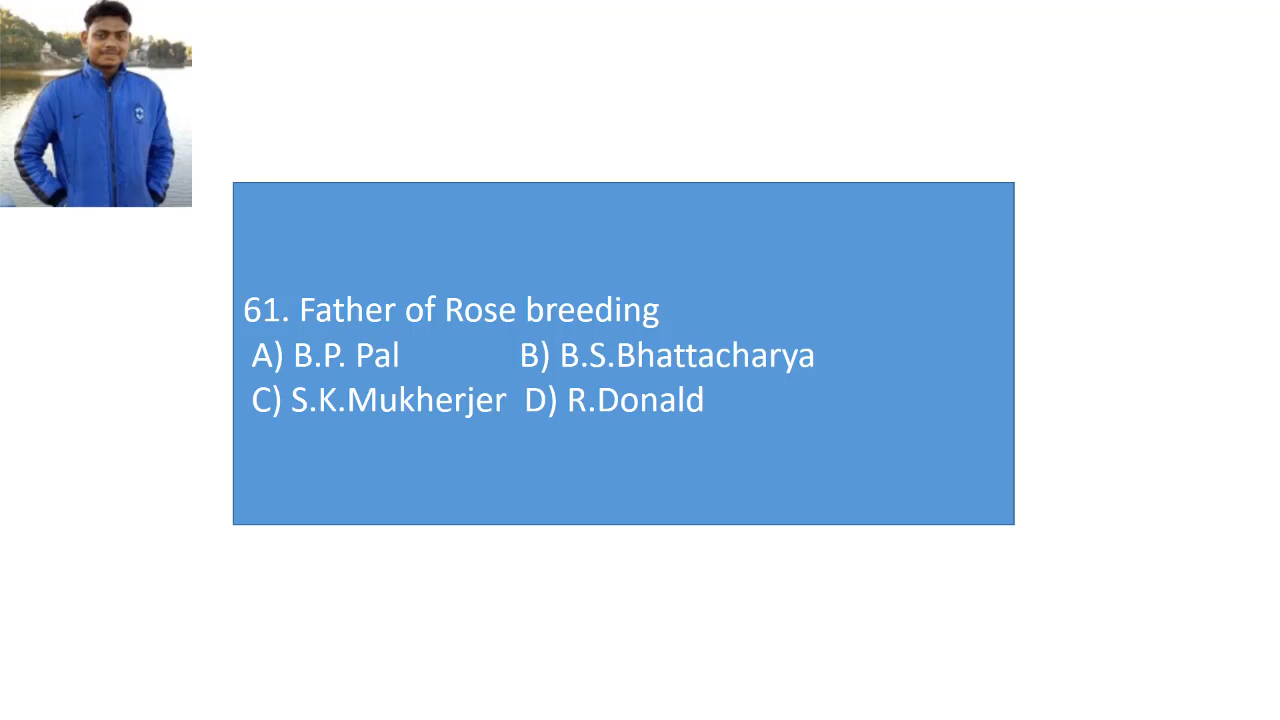 61. Father of Rose breeding
A) B.P. Pal B) B.S.Bhattacharya
C) S.K.Mukherjer D) R.Donald